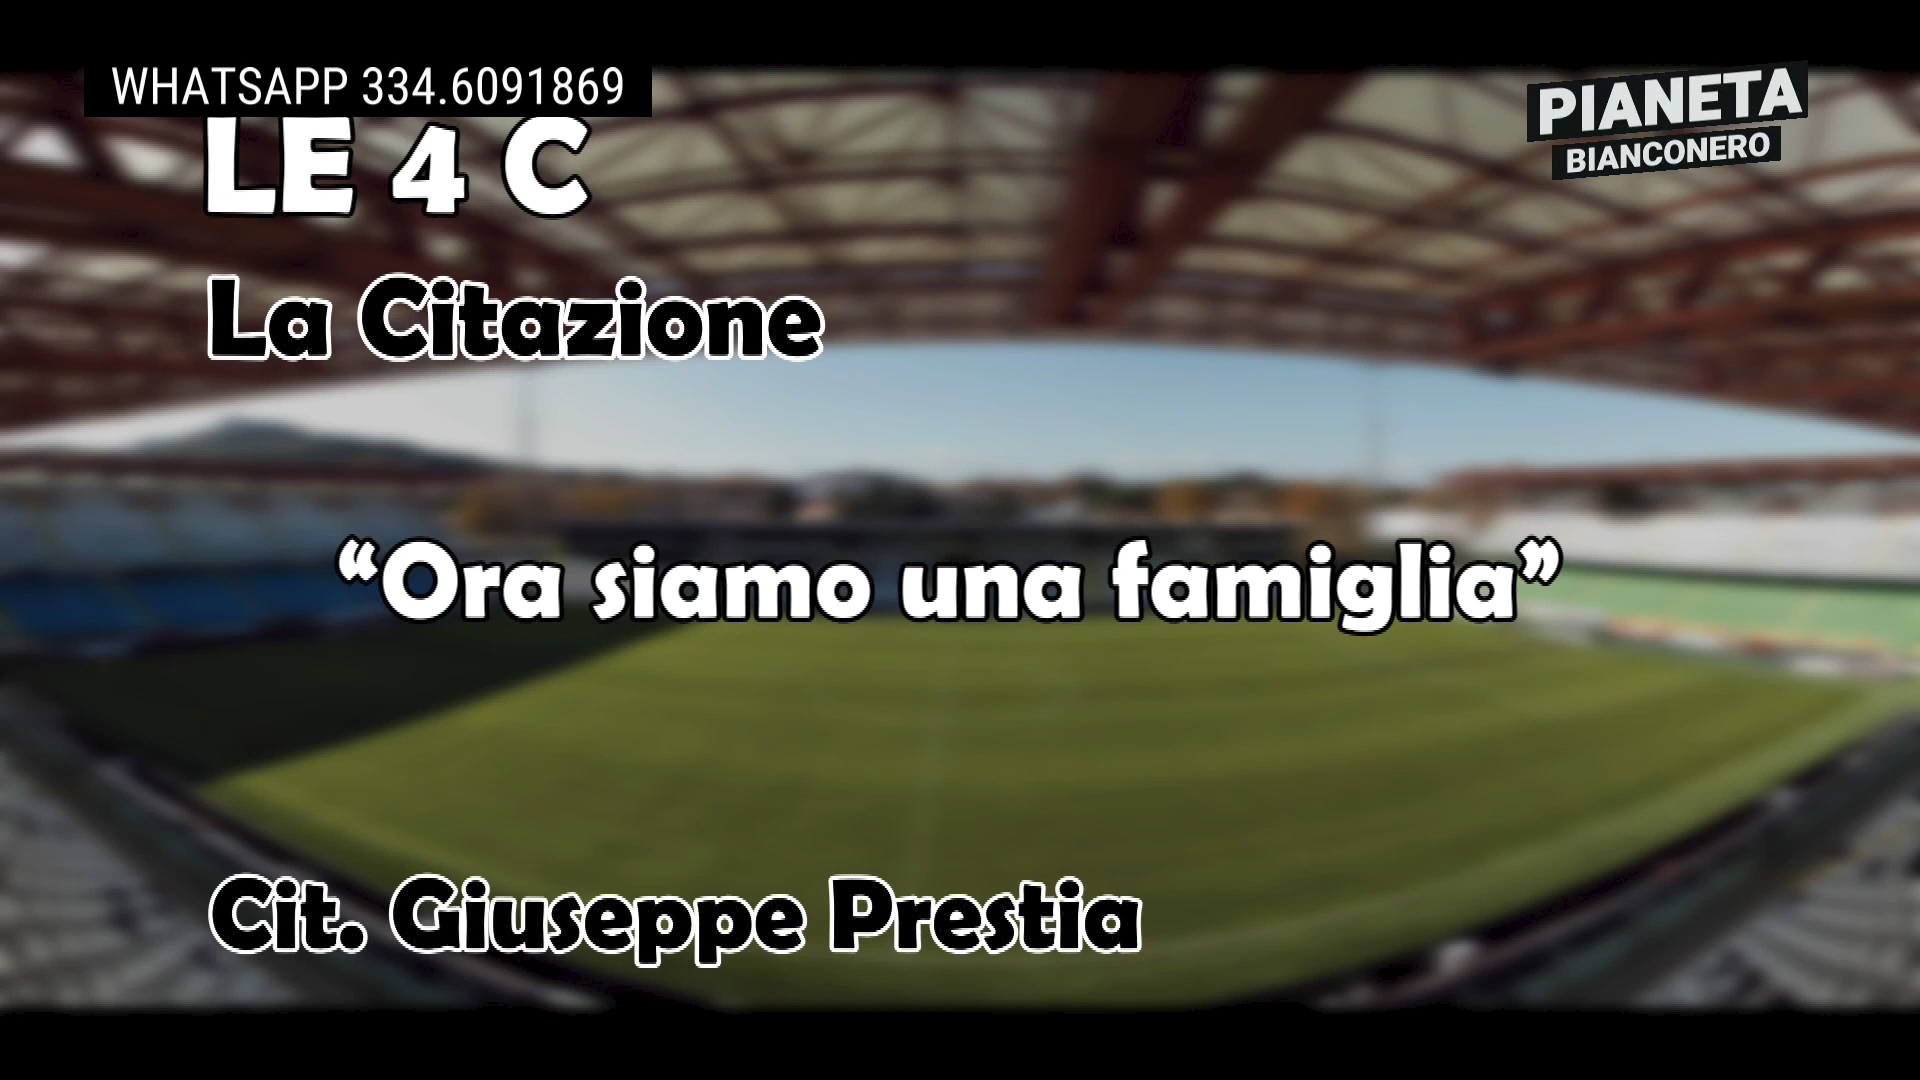 WHATSAPP 334.6091869
PIANETA
BIANCONERO
LE 4 C
La Citazione
“Ora siamo una famiglia”
Cit. Giuseppe Prestia